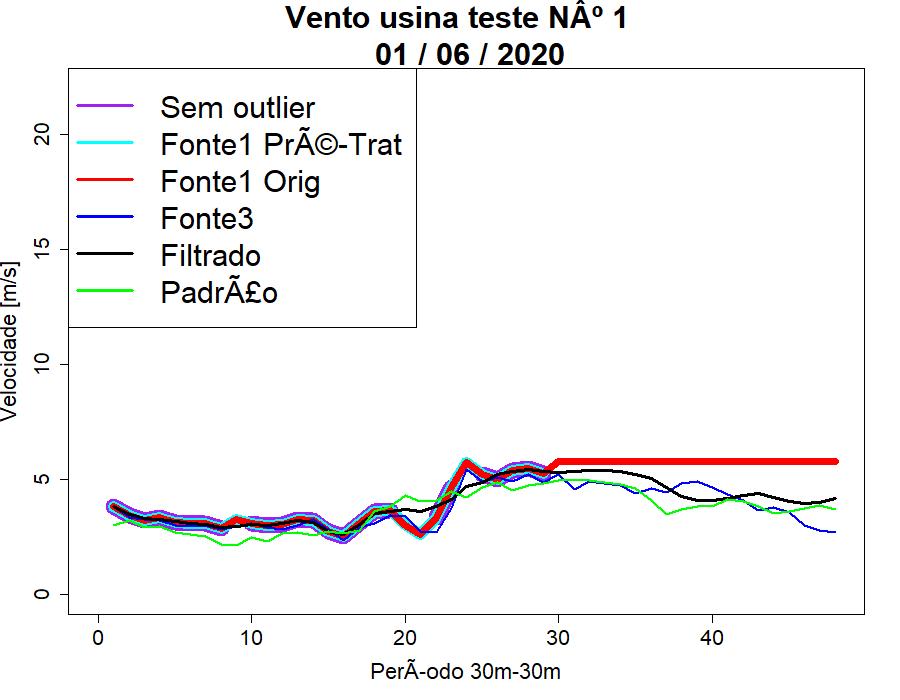 Vento usina teste NÂº 1
01 / 06 / 2020
Sem outlier
Fonte1 PrÃ©-Trat
Fonte1 Orig
Fonte3
Filtrado
PadrÃ£o
Velocidade [m/s]
20
15
10
5
0
0 10 20 30 40
PerÃ-odo 30m-30m